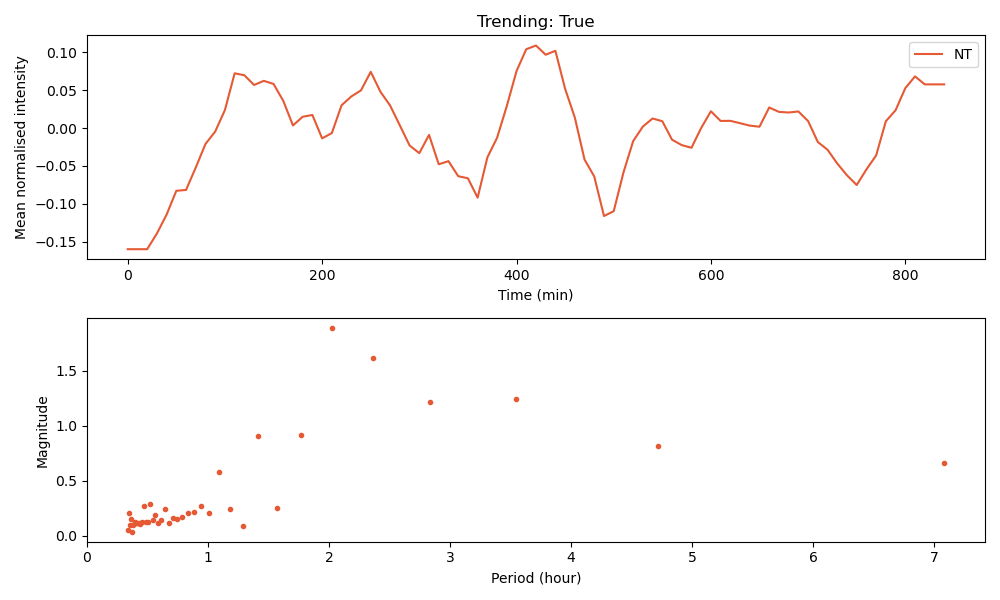 Trending: True
NT
Mean normalised intensity
0.10
0.05
0.00
−0.05
−0.10
−0.15
0 200 400 600 800
Time (min)
Magnitude
1.5
1.0
0.5
0.0
0 1 2 3 4 5 6 7
Period (hour)